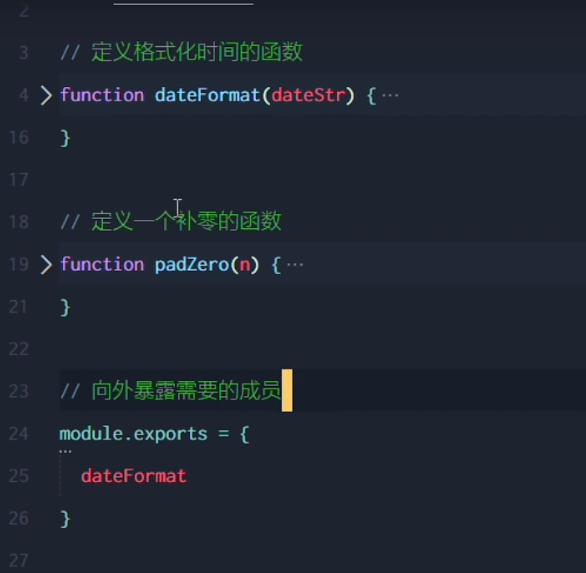 2
3 // 定义格式化时间的函数
4 > function dateFormat(dateStr) { ···
16 }
17
18 // 定义一个补零的函数
19 > function padZero(n) { ···
21 }
22
23 // 向外暴露需要的成员
24 module.exports = {
25 dateFormat
26 }
27